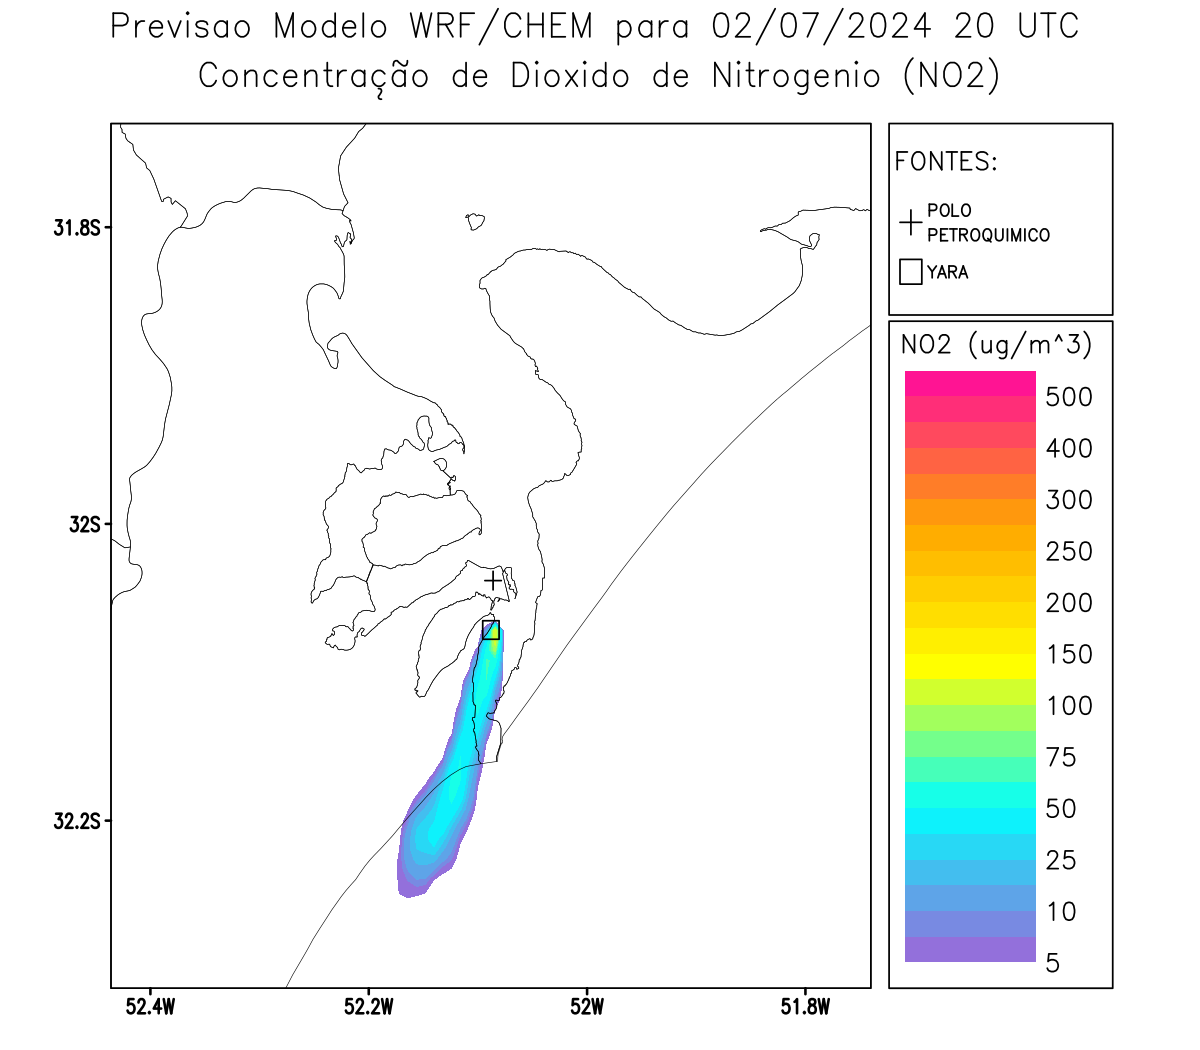 Previsao Modelo WRF/CHEM para 02/07/2024 20 UTC
Concentração de Dioxido de Nitrogenio (NO2)
FONTES:
POLO
PETROQUIMICO
YARA
NO2 (ug/m^3)
500
400
300
250
200
150
100
75
50
25
10
5
31.8S
32S
32.2S
52.4W
52.2W
52W
51.8W